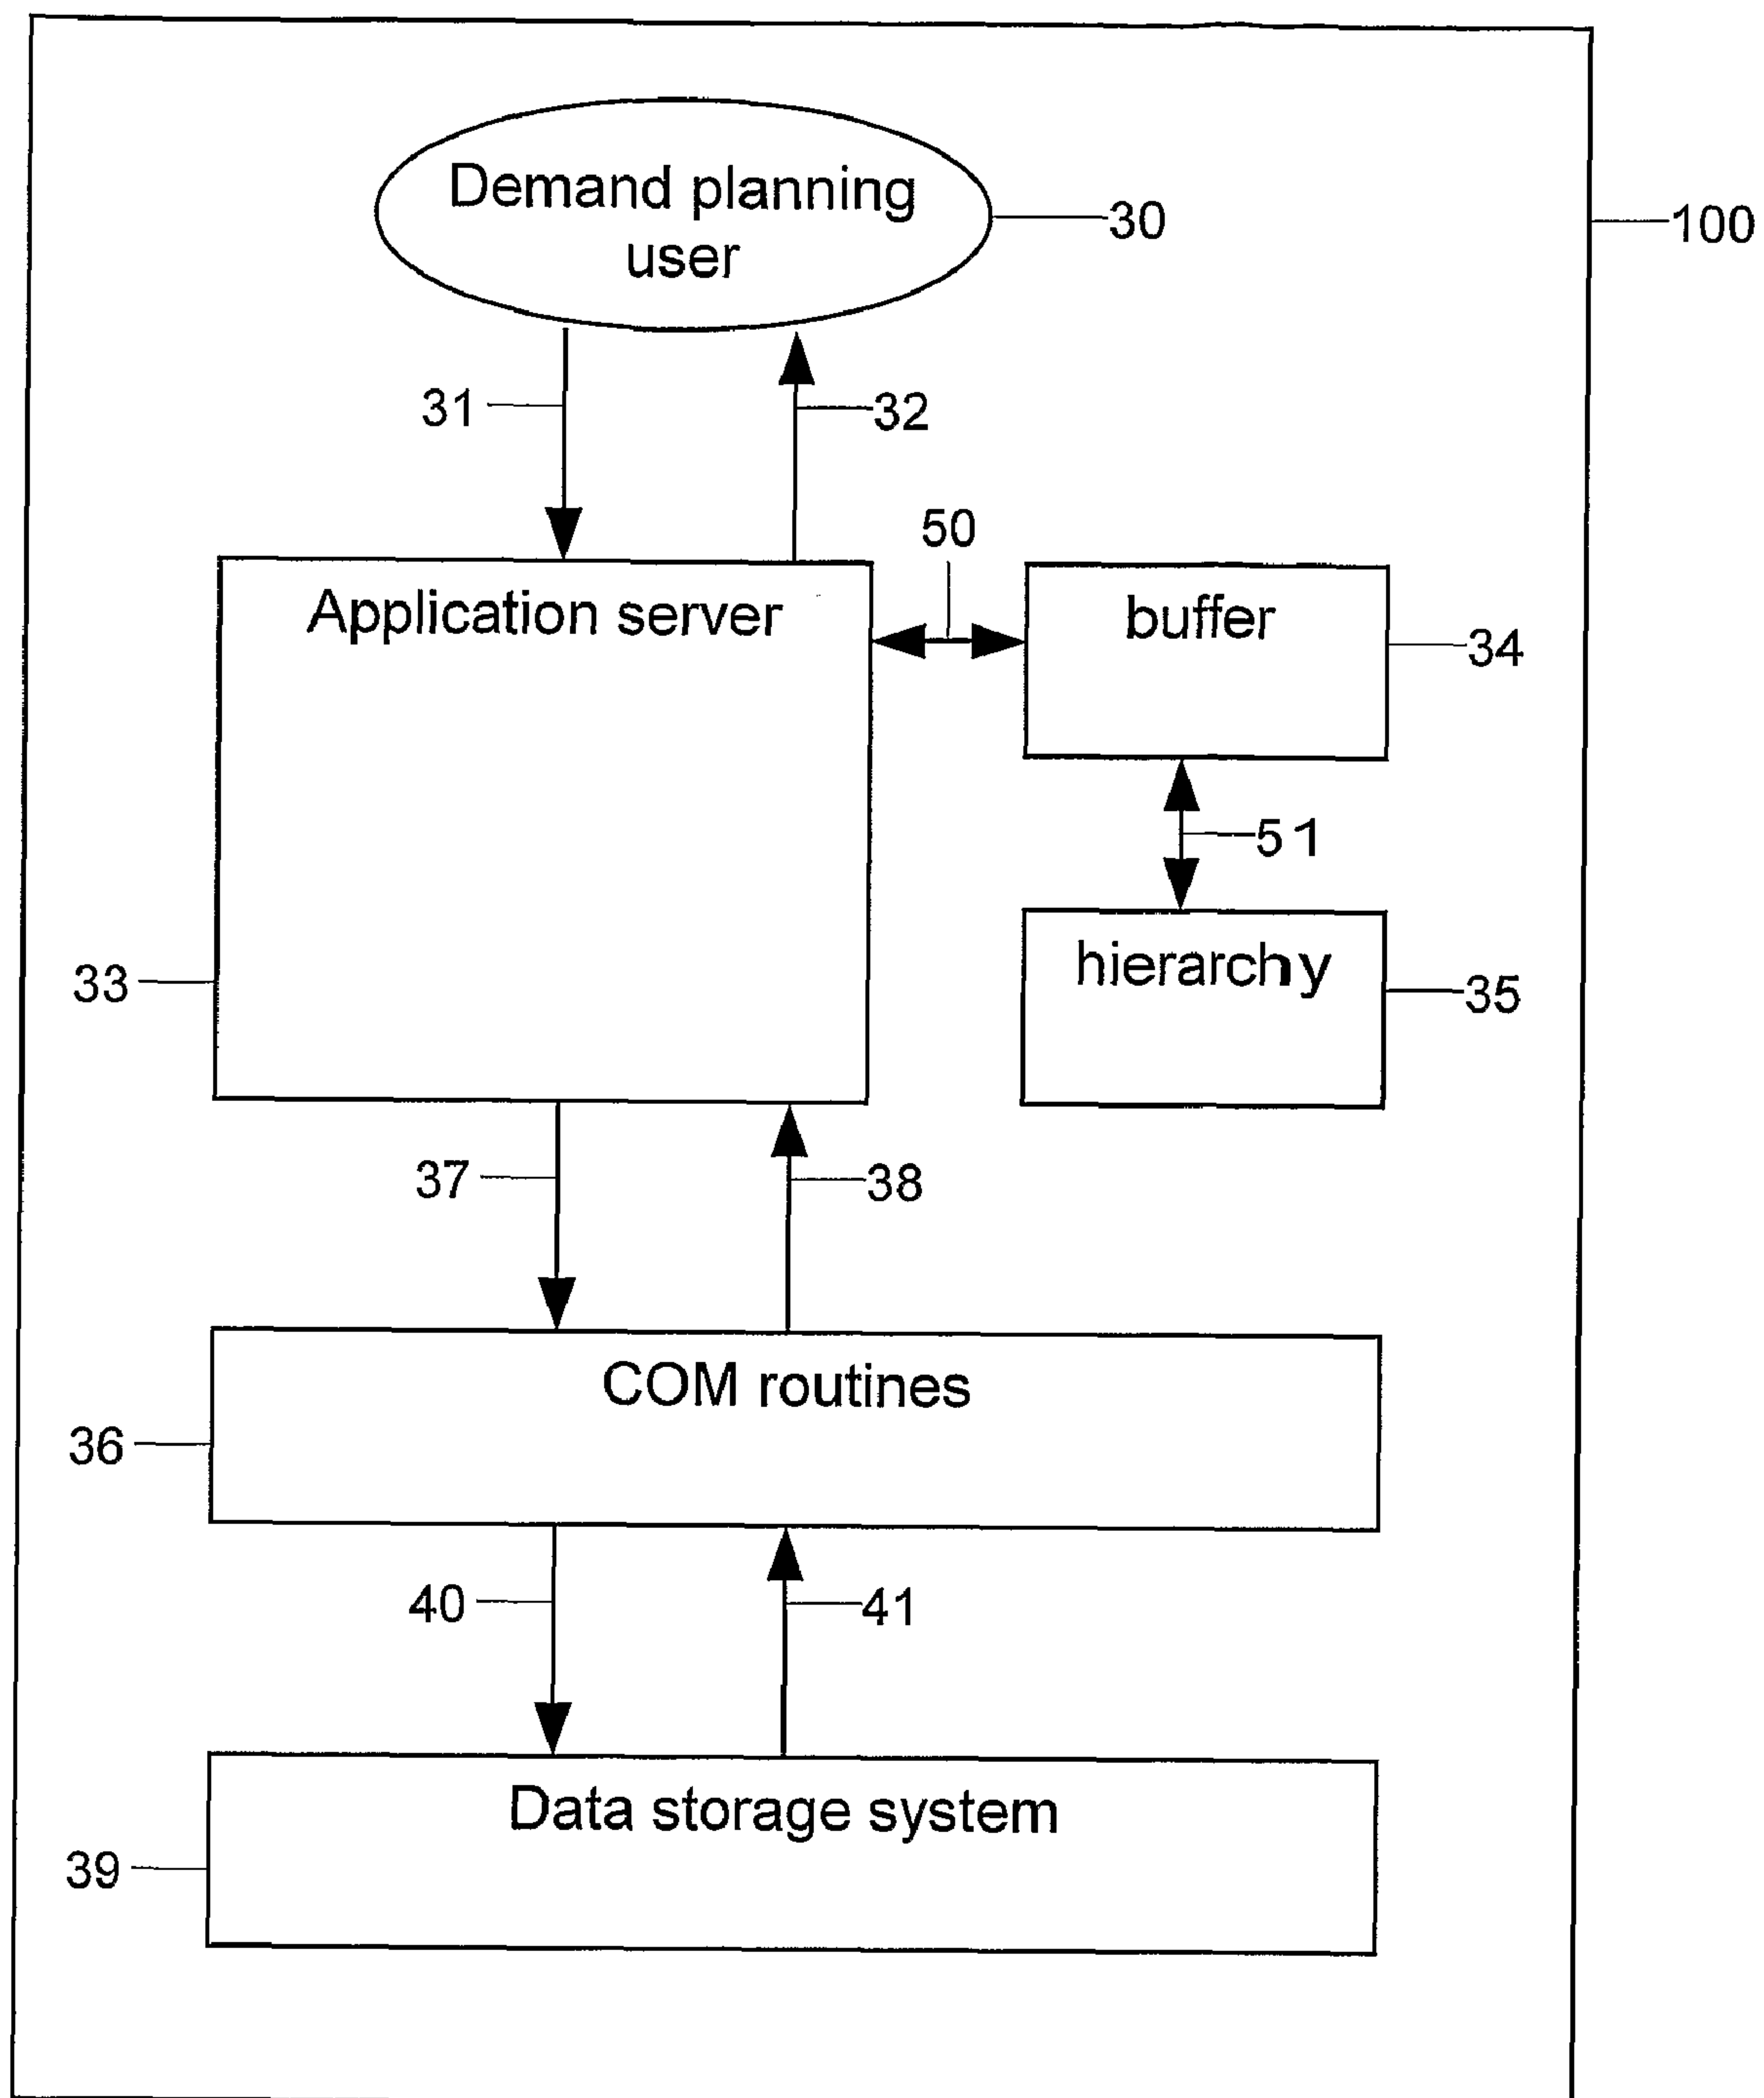 Demand planning
user
30
100
31
32
50
Application server
buffer
34
51
hierarchy
33
35
37
38
COM routines
36
40
41
Data storage system
39